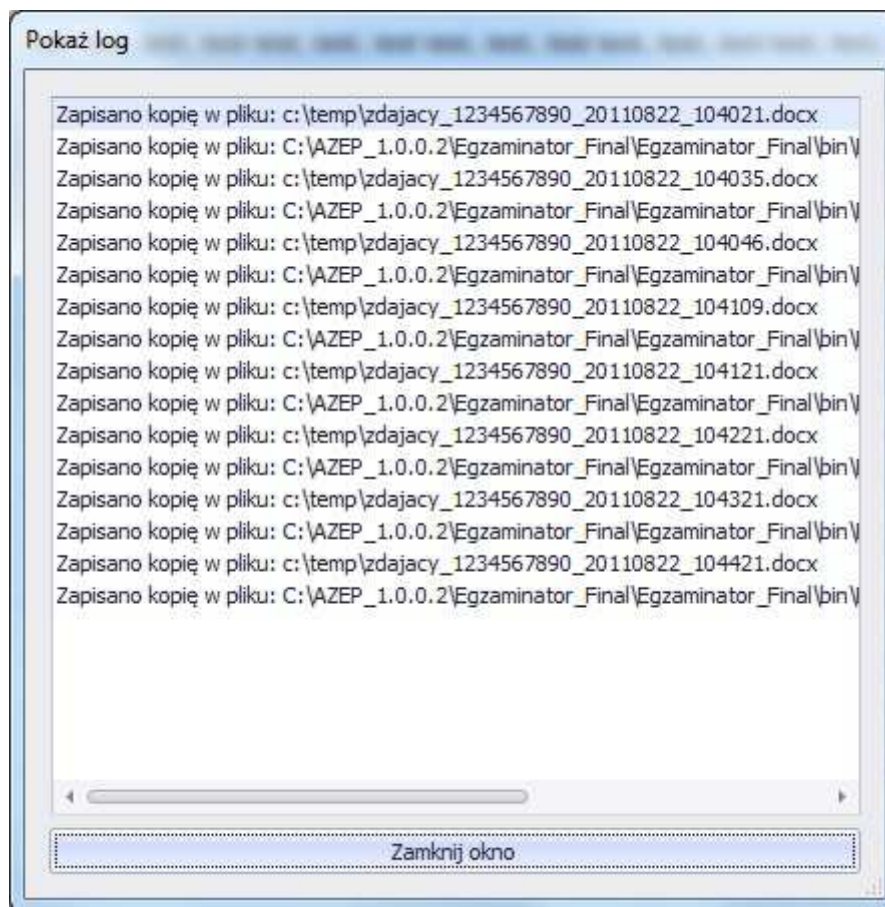 Pokaż log
Zapisano kopię w pliku: c:\temp\zdajacy_1234567890_20110822_104021.docx
Zapisano kopię w pliku: C:\AZEP_1.0.0.2\Egzaminator_Final\Egzaminator_Final\bin\
Zapisano kopię w pliku: c:\temp\zdajacy_1234567890_20110822_104035.docx
Zapisano kopię w pliku: C:\AZEP_1.0.0.2\Egzaminator_Final\Egzaminator_Final\bin\
Zapisano kopię w pliku: c:\temp\zdajacy_1234567890_20110822_104046.docx
Zapisano kopię w pliku: C:\AZEP_1.0.0.2\Egzaminator_Final\Egzaminator_Final\bin\
Zapisano kopię w pliku: c:\temp\zdajacy_1234567890_20110822_104109.docx
Zapisano kopię w pliku: C:\AZEP_1.0.0.2\Egzaminator_Final\Egzaminator_Final\bin\
Zapisano kopię w pliku: c:\temp\zdajacy_1234567890_20110822_104121.docx
Zapisano kopię w pliku: C:\AZEP_1.0.0.2\Egzaminator_Final\Egzaminator_Final\bin\
Zapisano kopię w pliku: c:\temp\zdajacy_1234567890_20110822_104221.docx
Zapisano kopię w pliku: C:\AZEP_1.0.0.2\Egzaminator_Final\Egzaminator_Final\bin\
Zapisano kopię w pliku: c:\temp\zdajacy_1234567890_20110822_104321.docx
Zapisano kopię w pliku: C:\AZEP_1.0.0.2\Egzaminator_Final\Egzaminator_Final\bin\
Zapisano kopię w pliku: c:\temp\zdajacy_1234567890_20110822_104421.docx
Zapisano kopię w pliku: C:\AZEP_1.0.0.2\Egzaminator_Final\Egzaminator_Final\bin\
Zamknij okno